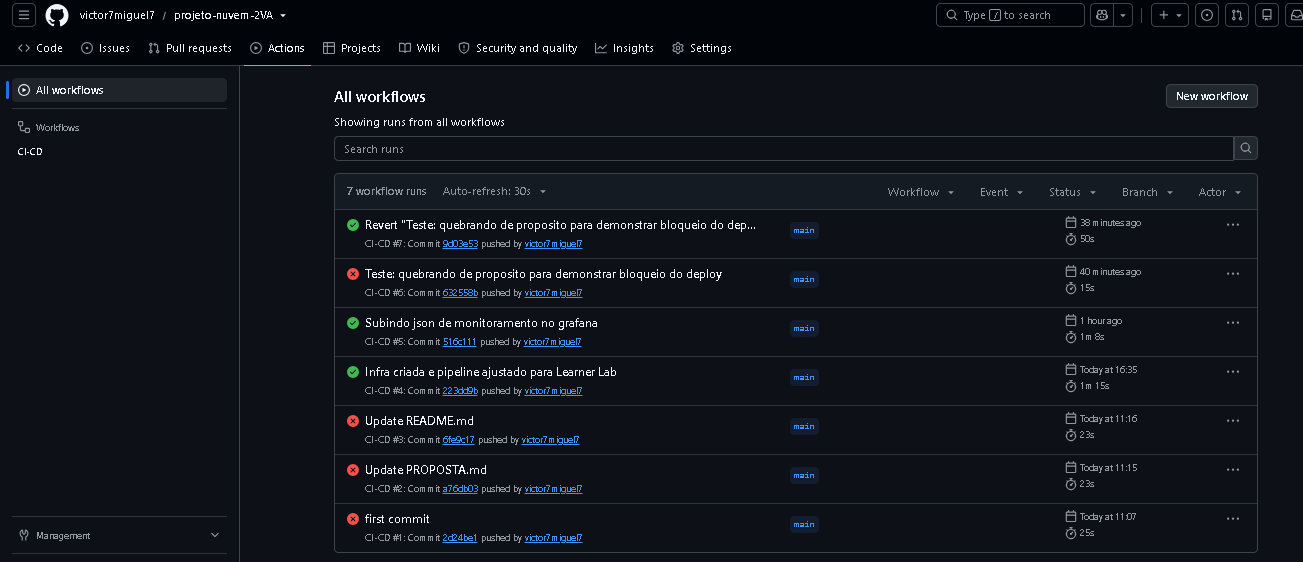 victor7miguel7 / projeto-nuvem-2VA
Type / to search
Code Issues Pull requests Actions Projects Wiki Security and quality Insights Settings
All workflows
Workflows
CI-CD
Management
All workflows
New workflow
Showing runs from all workflows
Search runs
7 workflow runs Auto-refresh: 30s Workflow Event Status Branch Actor
Revert "Teste: quebrando de proposito para demonstrar bloqueio do dep... main 38 minutes ago
CI-CD #7: Commit 9d03e53 pushed by victor7miguel7 50s
Teste: quebrando de proposito para demonstrar bloqueio do deploy main 40 minutes ago
CI-CD #6: Commit 632558b pushed by victor7miguel7 15s
Subindo json de monitoramento no grafana main 1 hour ago
CI-CD #5: Commit 516c111 pushed by victor7miguel7 1m 8s
Infra criada e pipeline ajustado para Learner Lab main Today at 16:35
CI-CD #4: Commit 223dd9b pushed by victor7miguel7 1m 15s
Update README.md main Today at 11:16
CI-CD #3: Commit 6fe9c17 pushed by victor7miguel7 23s
Update PROPOSTA.md main Today at 11:15
CI-CD #2: Commit a76db03 pushed by victor7miguel7 23s
first commit main Today at 11:07
CI-CD #1: Commit 2d24be1 pushed by victor7miguel7 25s